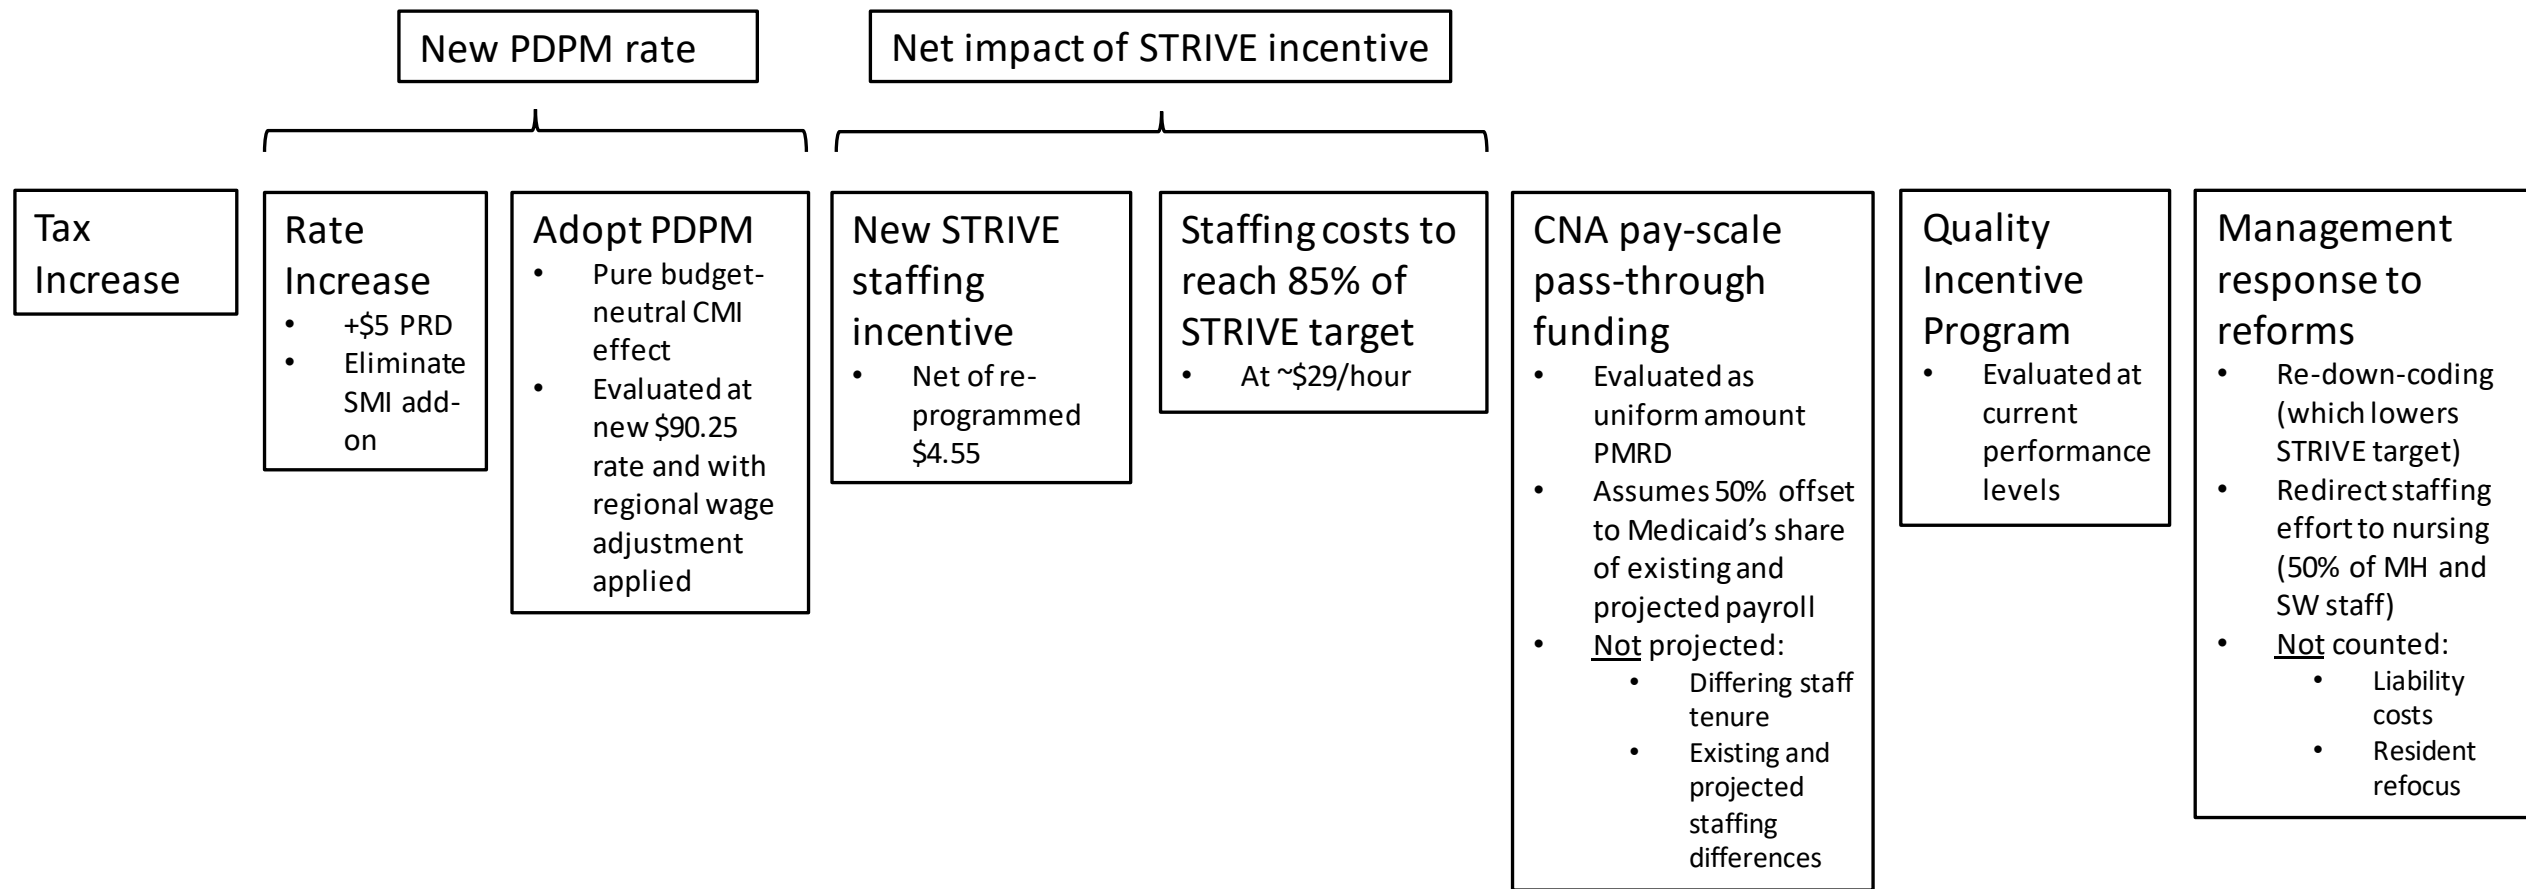 New PDPM rate
Net impact of STRIVE incentive
Tax
Increase
Rate
Increase
• +$5 PRD
• Eliminate
SMI add-
on
Adopt PDPM
• Pure budget-
neutral CMI
effect
• Evaluated at
new $90.25
rate and with
regional wage
adjustment
applied
New STRIVE
staffing
incentive
• Net of re-
programmed
$4.55
Staffing costs to
reach 85% of
STRIVE target
• At ~$29/hour
CNA pay-scale
pass-through
funding
• Evaluated as
uniform amount
PMRD
• Assumes 50% offset
to Medicaid’s share
of existing and
projected payroll
• Not projected:
• Differing staff
tenure
• Existing and
projected
staffing
differences
Quality
Incentive
Program
• Evaluated at
current
performance
levels
Management
response to
reforms
• Re-down-coding
(which lowers
STRIVE target)
• Redirect staffing
effort to nursing
(50% of MH and
SW staff)
• Not counted:
• Liability
costs
• Resident
refocus